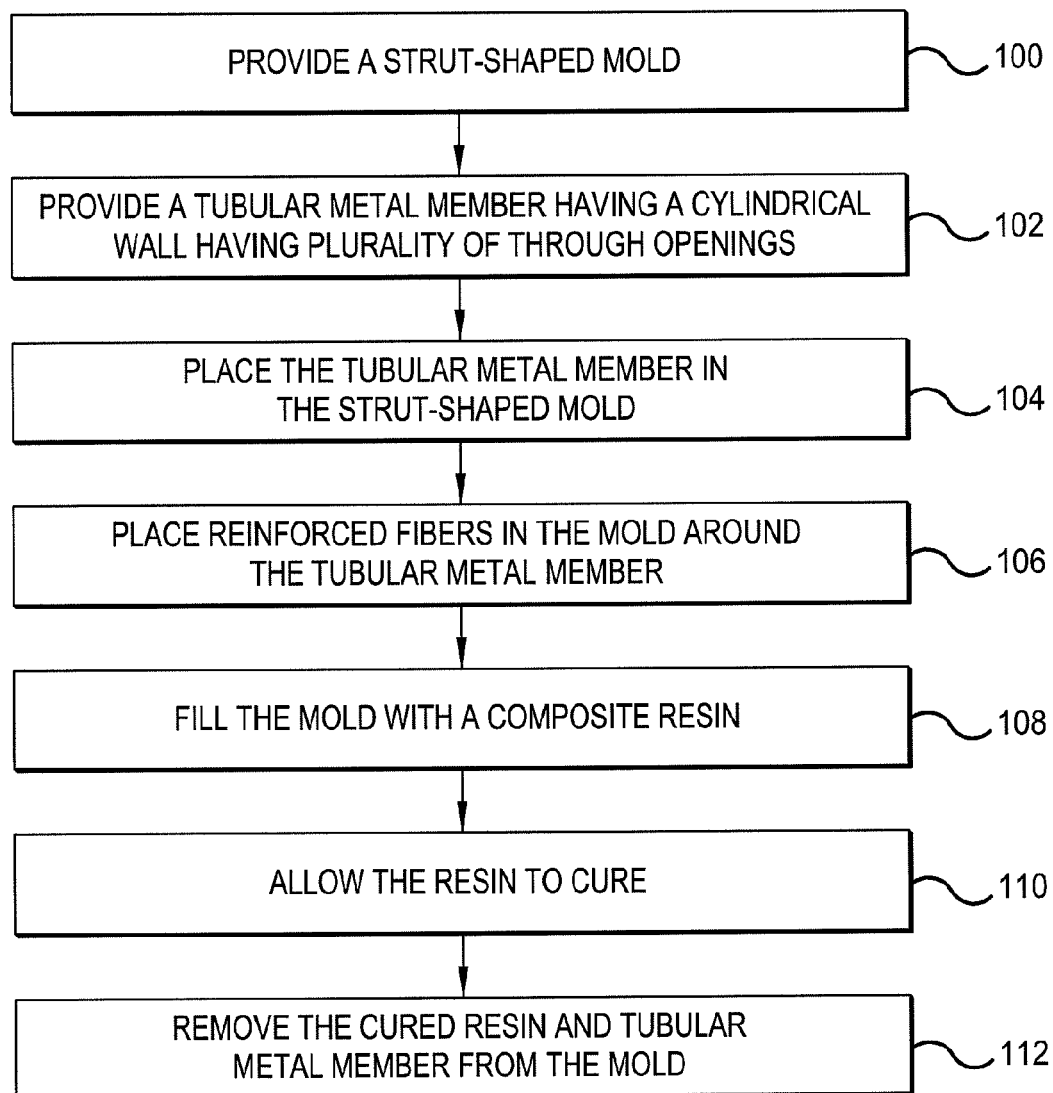 PROVIDE A STRUT-SHAPED MOLD
100
PROVIDE A TUBULAR METAL MEMBER HAVING A CYLINDRICAL
WALL HAVING PLURALITY OF THROUGH OPENINGS
102
PLACE THE TUBULAR METAL MEMBER IN
THE STRUT-SHAPED MOLD
104
PLACE REINFORCED FIBERS IN THE MOLD AROUND
THE TUBULAR METAL MEMBER
106
FILL THE MOLD WITH A COMPOSITE RESIN
108
ALLOW THE RESIN TO CURE
110
REMOVE THE CURED RESIN AND TUBULAR
METAL MEMBER FROM THE MOLD
112